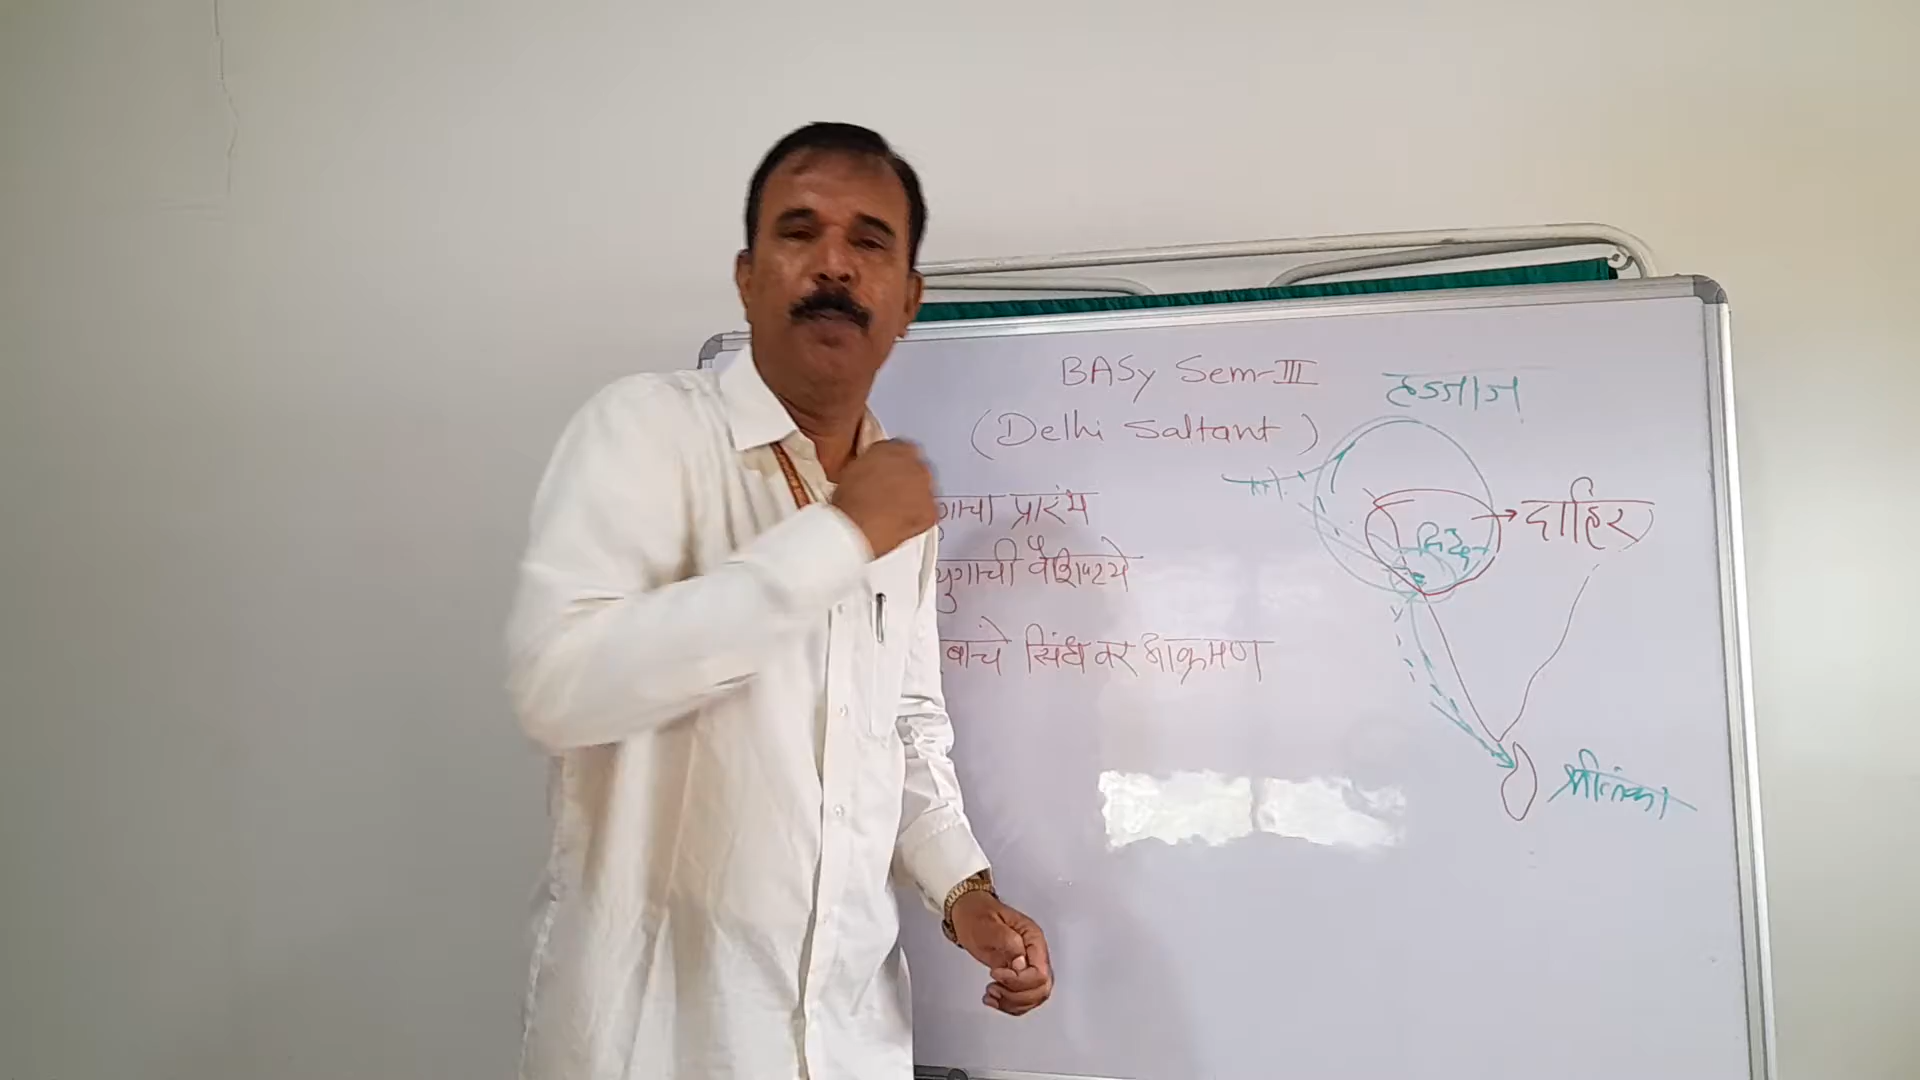 BASy Sem-III
(Delhi Saltant)
हज्जाज
गाचा प्रारंभ
दाहिर
युगाची वैशिष्ट्ये
बाचे सिंध वर आक्रमण
श्रीलंका